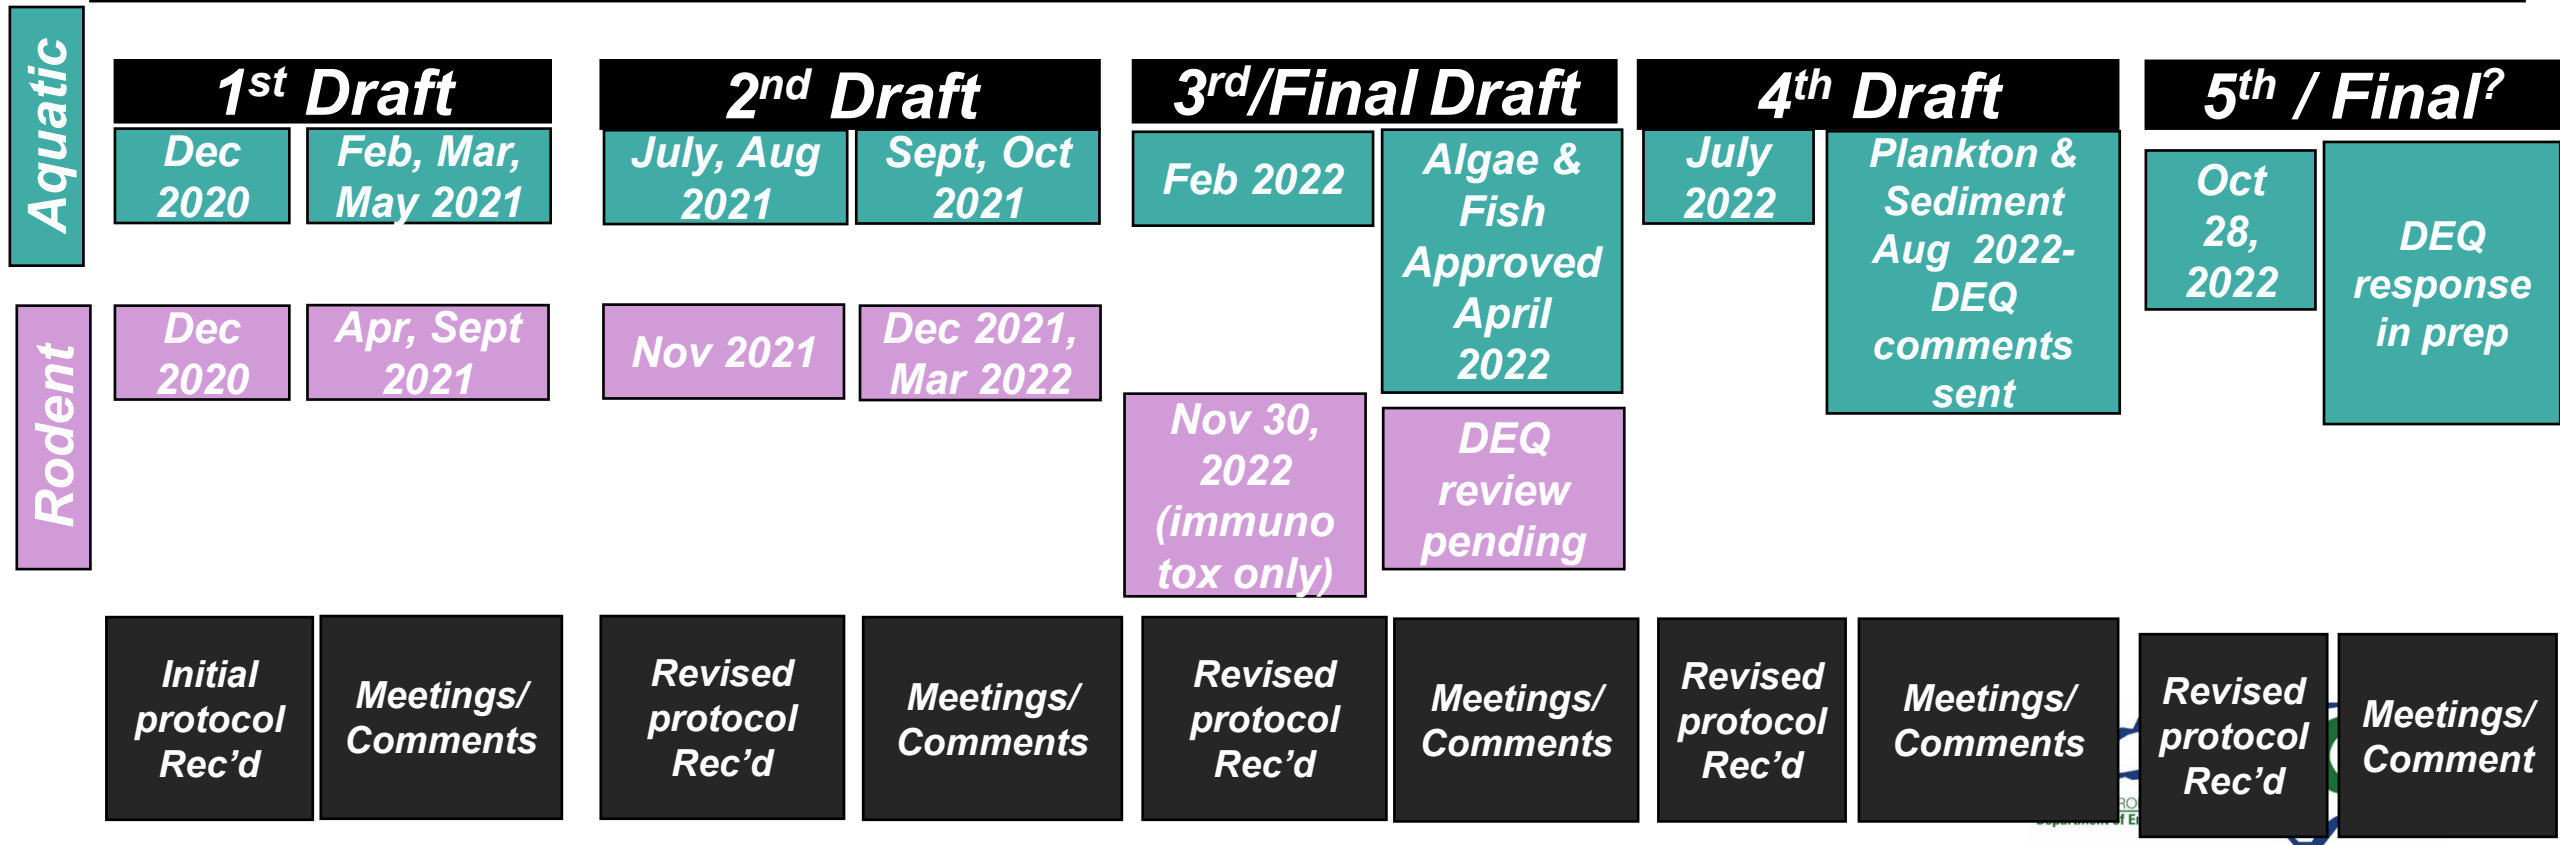 Aquatic
1st Draft
2nd Draft
3rd/Final Draft
4th Draft
5th / Final?
Dec
2020
Feb, Mar,
May 2021
July, Aug
2021
Sept, Oct
2021
Feb 2022
Algae &
Fish
Approved
April
2022
July
2022
Plankton &
Sediment
Aug 2022-
DEQ
comments
sent
Oct
28,
2022
DEQ
response
in prep
Rodent
Dec
2020
Apr, Sept
2021
Nov 2021
Dec 2021,
Mar 2022
Nov 30,
2022
(immuno
tox only)
DEQ
review
pending
Initial
protocol
Rec’d
Meetings/
Comments
Revised
protocol
Rec’d
Meetings/
Comments
Revised
protocol
Rec’d
Meetings/
Comments
Revised
protocol
Rec’d
Meetings/
Comments
Revised
protocol
Rec’d
Meetings/
Comment